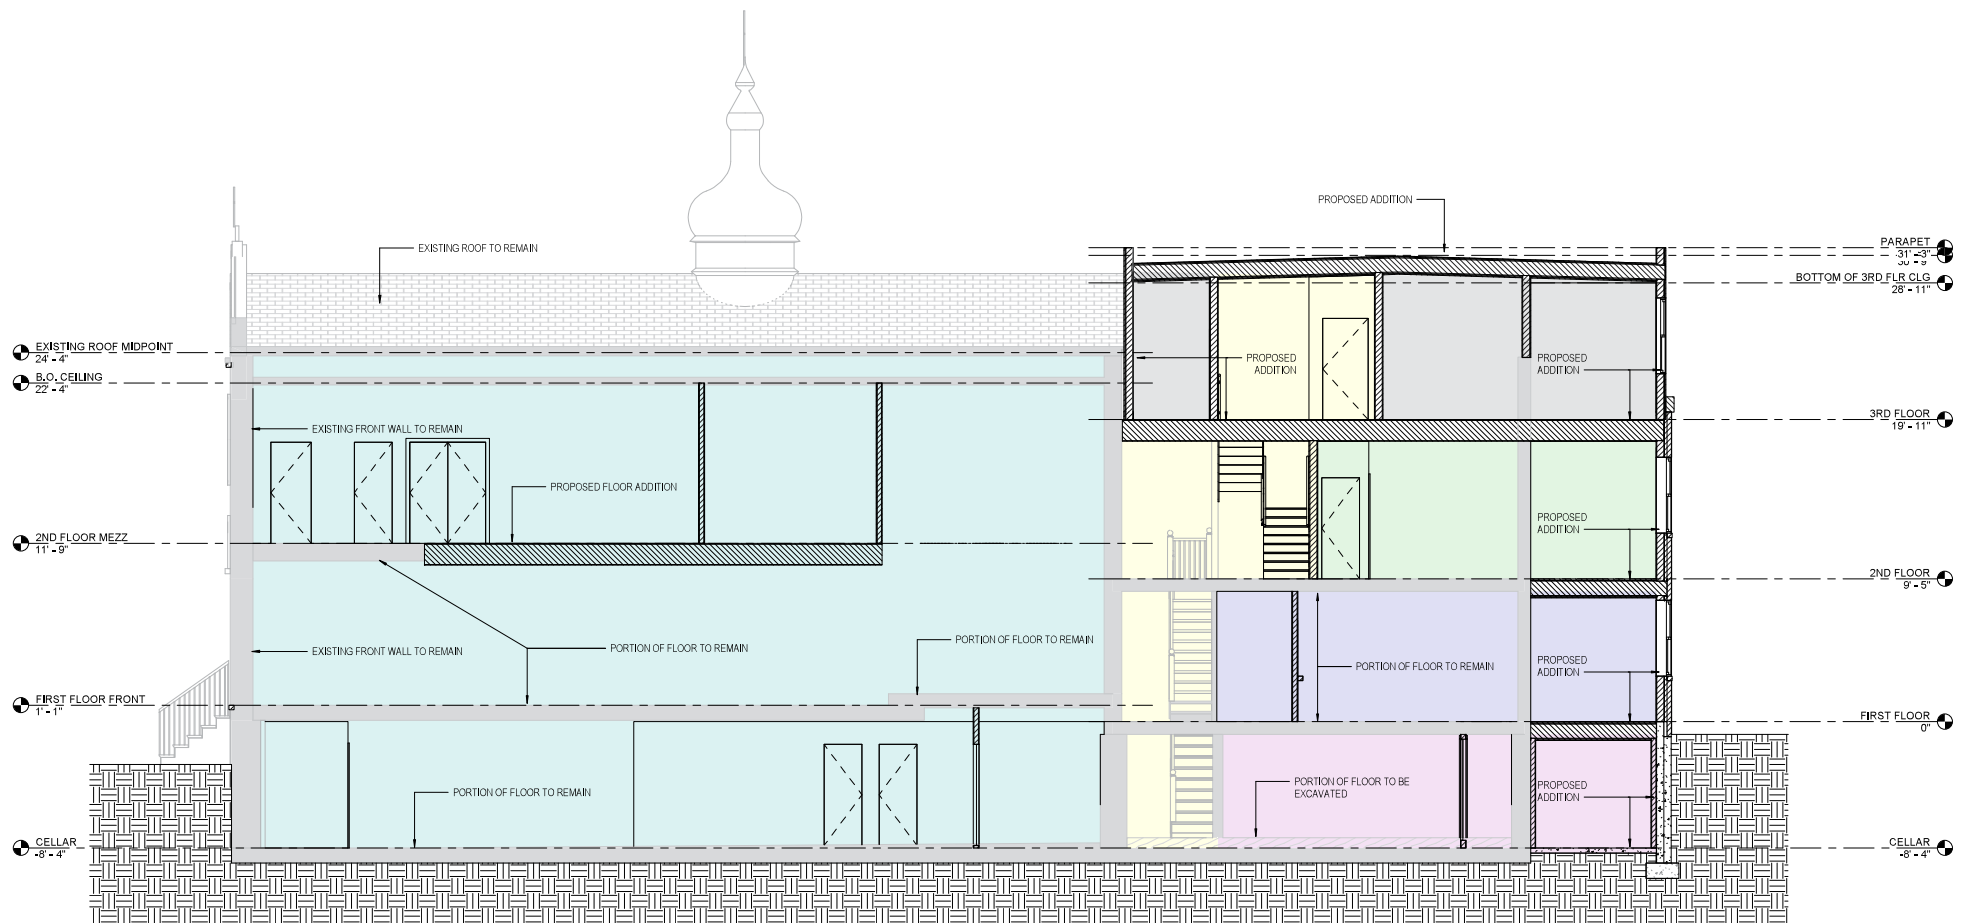 PROPOSED ADDITION
EXISTING ROOF TO REMAIN
PARAPET
31' - 3"
30' - 9"
BOTTOM OF 3RD FLR CLG
28' - 11"
EXISTING ROOF MIDPOINT
24' - 4"
B.O. CEILING
22' - 4"
PROPOSED
ADDITION
PROPOSED
ADDITION
3RD FLOOR
19' - 11"
EXISTING FRONT WALL TO REMAIN
PROPOSED FLOOR ADDITION
PROPOSED
ADDITION
2ND FLOOR MEZZ
11' - 9"
2ND FLOOR
9' - 5"
EXISTING FRONT WALL TO REMAIN
PORTION OF FLOOR TO REMAIN
PORTION OF FLOOR TO REMAIN
PORTION OF FLOOR TO REMAIN
PROPOSED
ADDITION
FIRST FLOOR FRONT
1' - 1"
FIRST FLOOR
0"
PORTION OF FLOOR TO REMAIN
PORTION OF FLOOR TO BE
EXCAVATED
PROPOSED
ADDITION
CELLAR
-8' - 4"
CELLAR
-8' - 4"